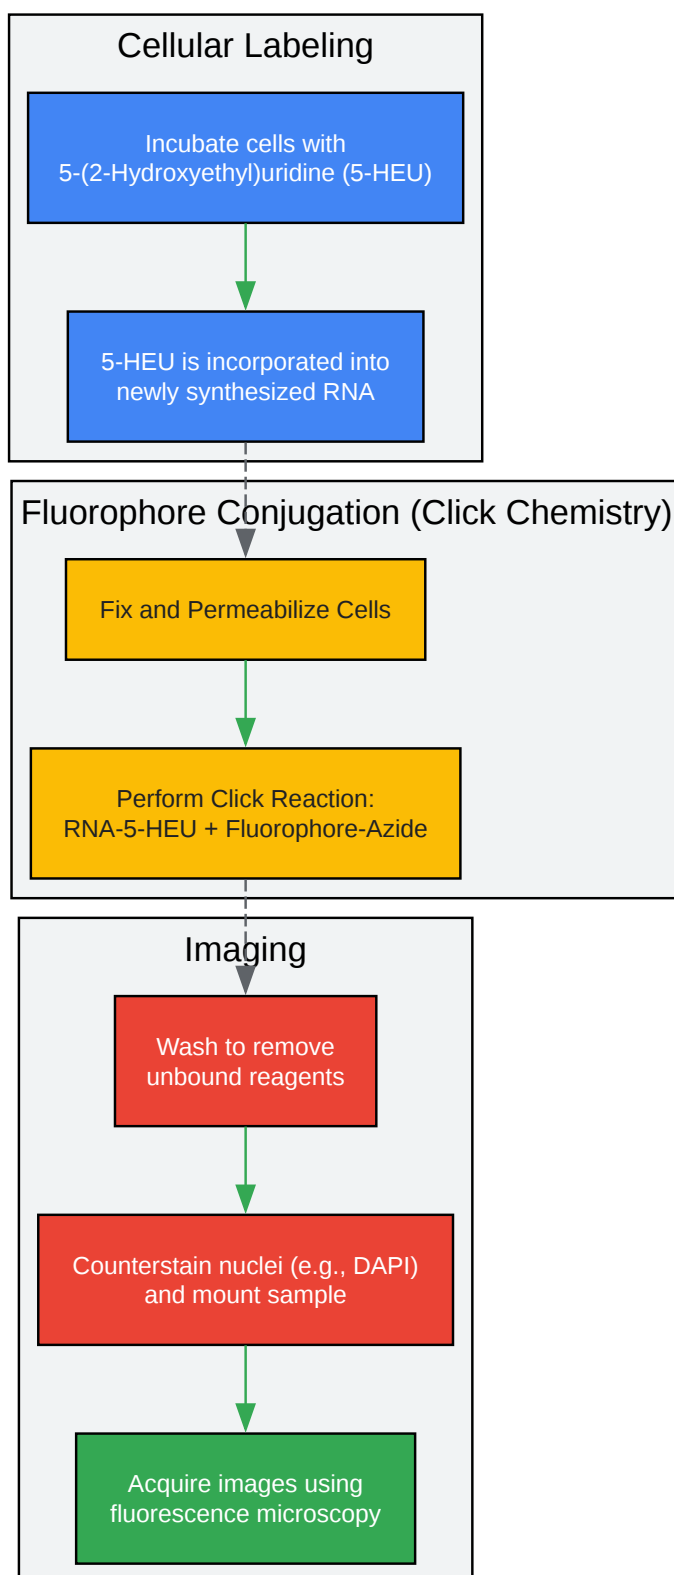 Cellular Labeling
Incubate cells with
5-(2-Hydroxyethyl)uridine (5-HEU)
5-HEU is incorporated into
newly synthesized RNA
Fluorophore Conjugation (Click Chemistry)
Fix and Permeabilize Cells
Perform Click Reaction:
RNA-5-HEU + Fluorophore-Azide
Imaging
Wash to remove
unbound reagents
Counterstain nuclei (e.g., DAPI)
and mount sample
Acquire images using
fluorescence microscopy